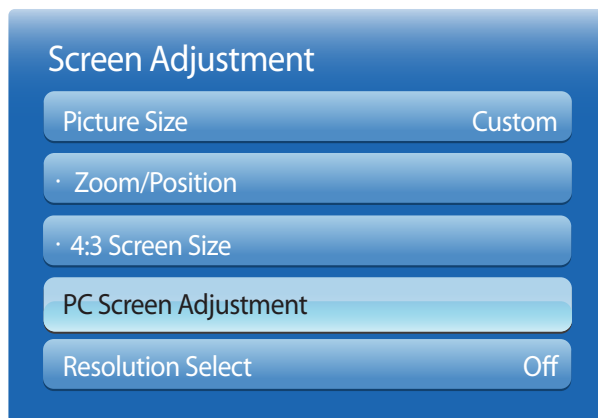 Screen Adjustment
Picture Size Custom
· Zoom/Position
· 4:3 Screen Size
PC Screen Adjustment
Resolution Select Off